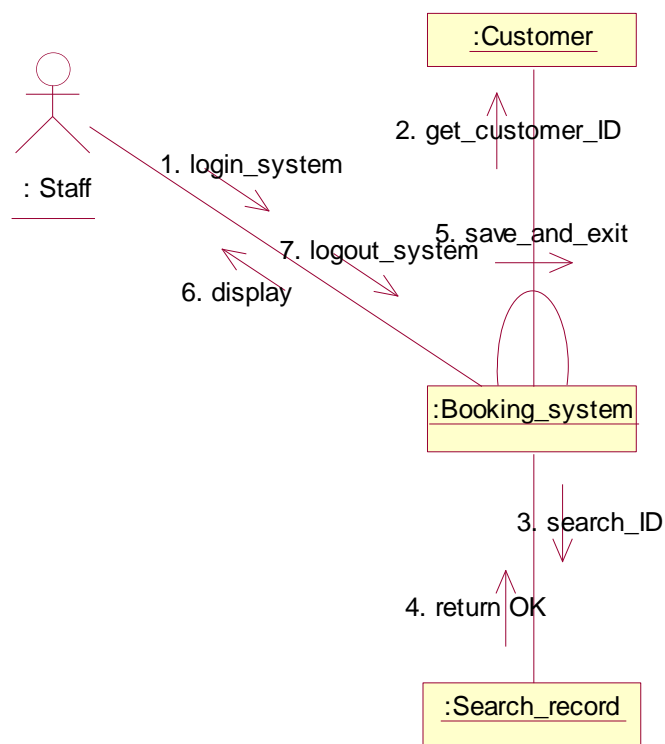 :Customer
2. get_customer_ID
1. login_system
: Staff
5. save_and_exit
7. logout_system
6. display
:Booking_system
3. search_ID
4. return OK
:Search_record